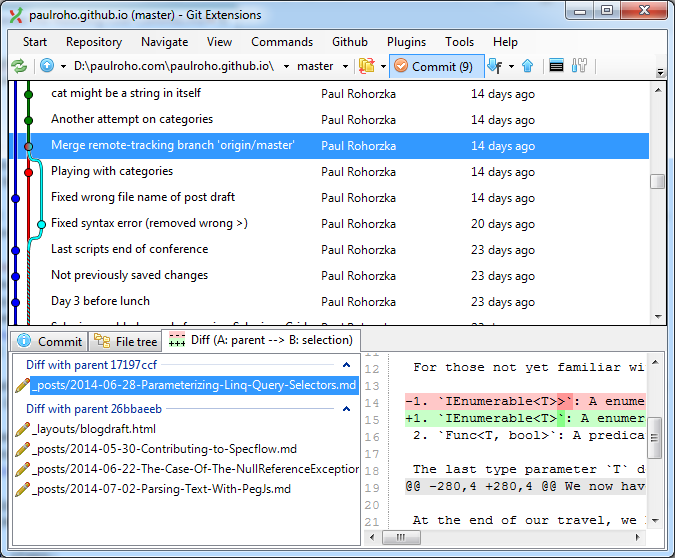 paulroho.github.io (master) - Git Extensions
Start Repository Navigate View Commands Github Plugins Tools Help
D:\paulroho.com\paulroho.github.io\ master Commit (9)
cat might be a string in itself Paul Rohorzka 14 days ago
Another attempt on categories Paul Rohorzka 14 days ago
Merge remote-tracking branch 'origin/master' Paul Rohorzka 14 days ago
Playing with categories Paul Rohorzka 14 days ago
Fixed wrong file name of post draft Paul Rohorzka 14 days ago
Fixed syntax error (removed wrong >) Paul Rohorzka 20 days ago
Last scripts end of conference Paul Rohorzka 23 days ago
Not previously saved changes Paul Rohorzka 23 days ago
Day 3 before lunch Paul Rohorzka 23 days ago
Commit File tree Diff (A: parent --> B: selection)
Diff with parent 17197ccf
_posts/2014-06-28-Parameterizing-Linq-Query-Selectors.md
Diff with parent 26bbaeeb
_layouts/blogdraft.html
_posts/2014-05-30-Contributing-to-Specflow.md
_posts/2014-06-22-The-Case-Of-The-NullReferenceException
_posts/2014-07-02-Parsing-Text-With-PegJs.md
11
12 For those not yet familiar wi
13
14 -1. `IEnumerable<T>>`: A enume
15 +1. `IEnumerable<T>`: A enumer
16 2. `Func<T, bool>`: A predica
17
18 The last type parameter `T` d
19 @@ -280,4 +280,4 @@ We now hav
20
21 At the end of our travel, we